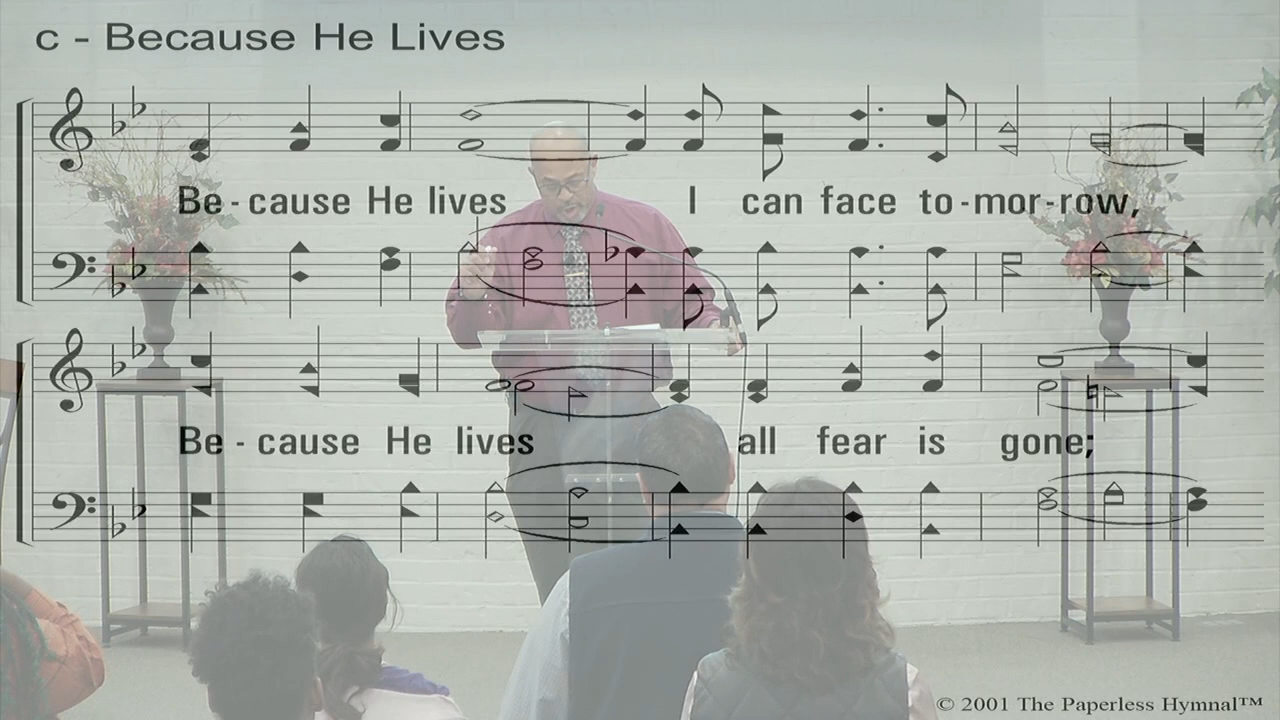 c - Because He Lives
Be - cause He lives I can face to - mor - row,
Be - cause He lives all fear is gone;
© 2001 The Paperless Hymnal™